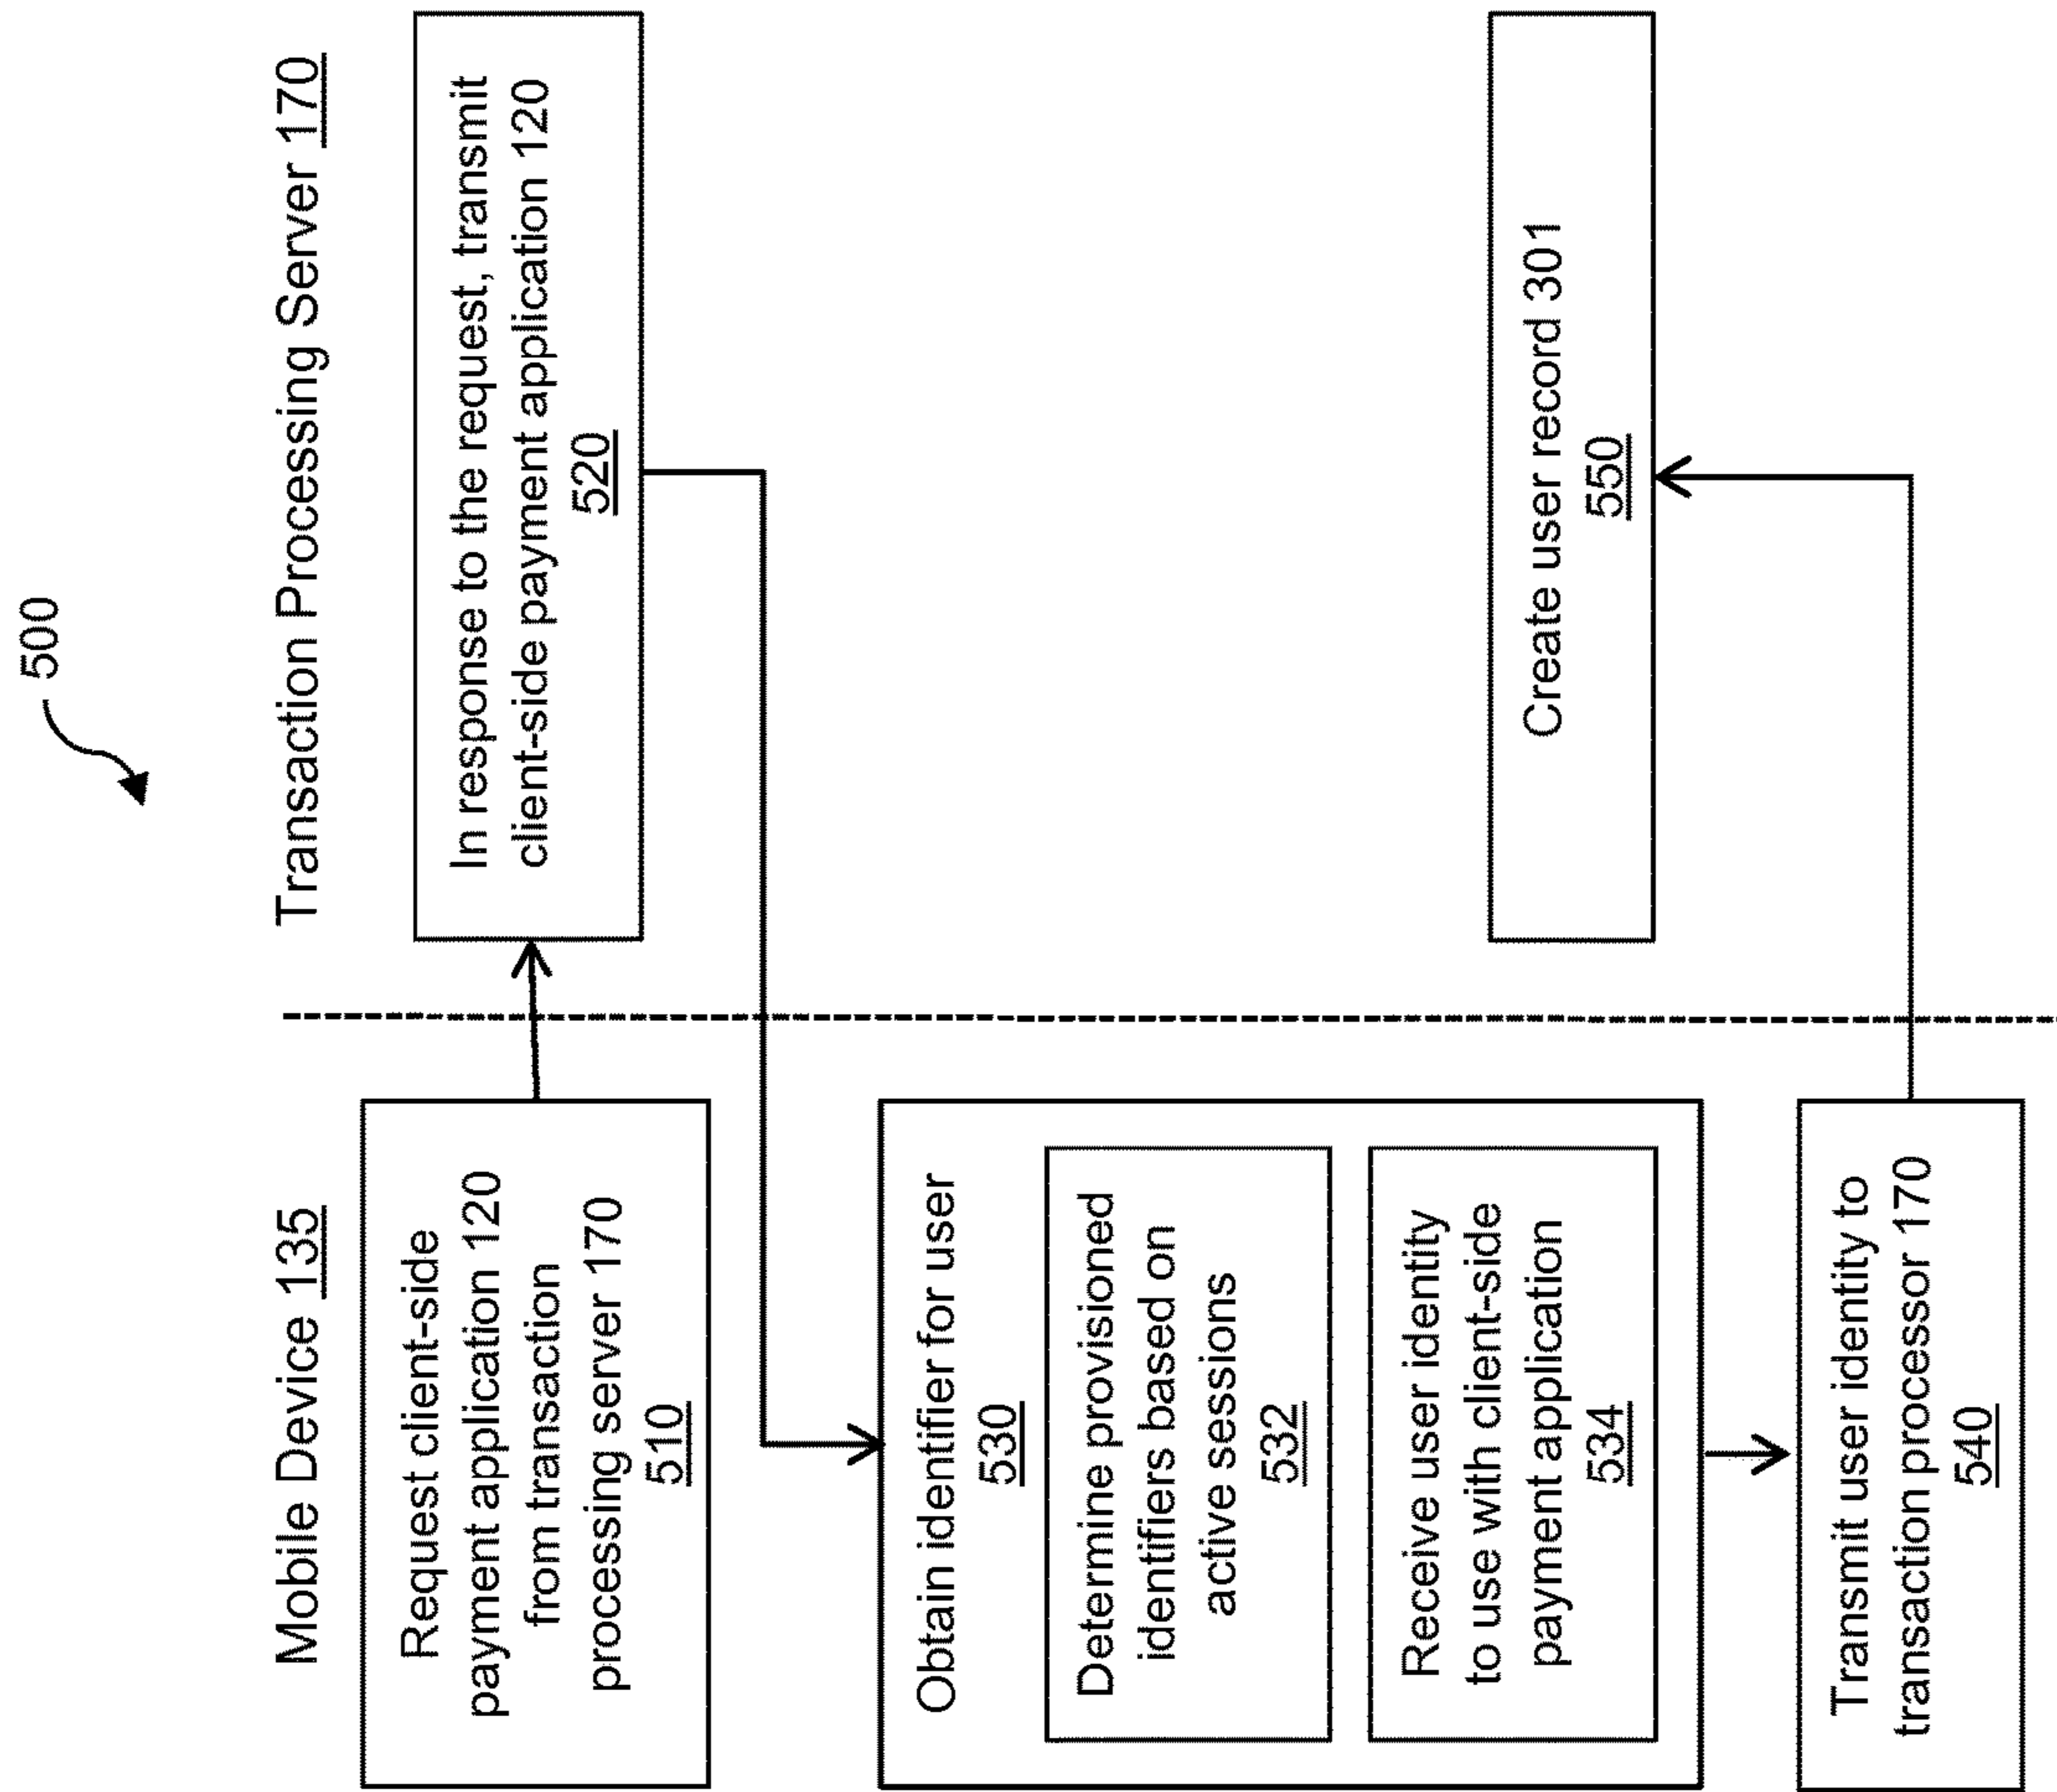 500
Mobile Device 135
Transaction Processing Server 170
Request client-side
payment application 120
from transaction
processing server 170
510
In response to the request, transmit
client-side payment application 120
520
Obtain identifier for user
530
Determine provisioned
identifiers based on
active sessions
532
Receive user identity
to use with client-side
payment application
534
Transmit user identity to
transaction processor 170
540
Create user record 301
550